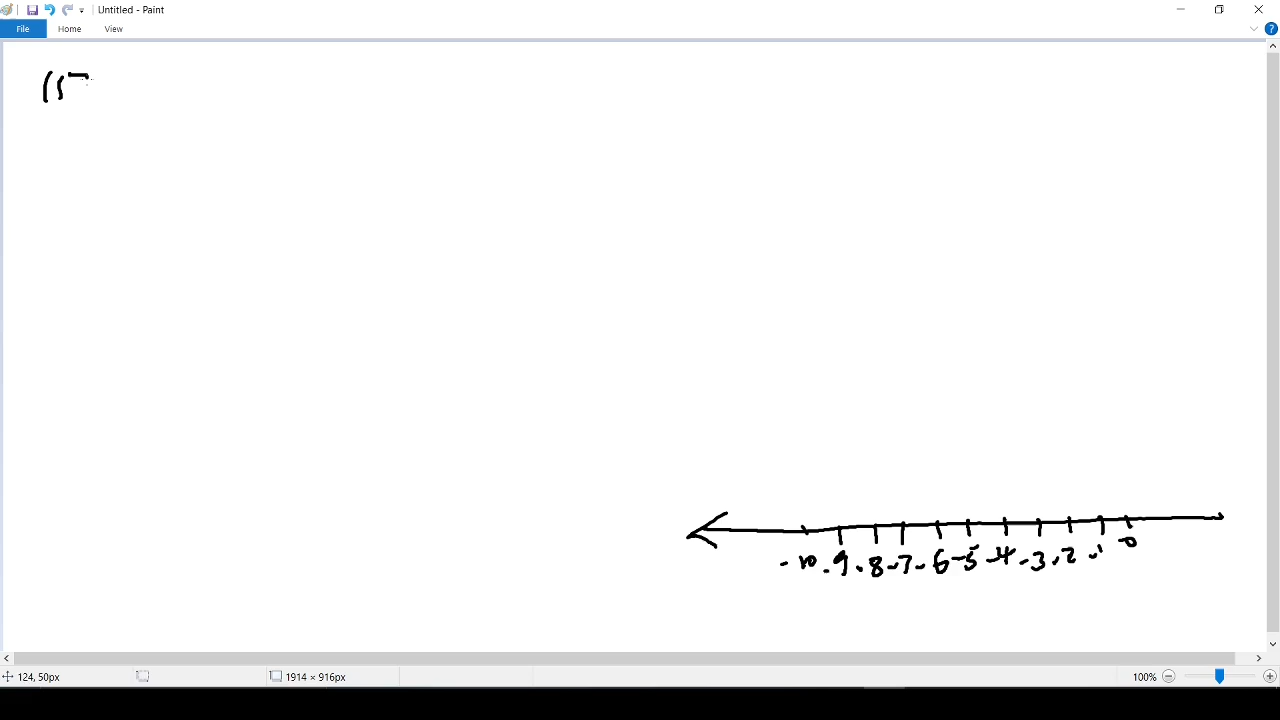 Untitled - Paint
File Home View
-10 -9 -8 -7 -6 -5 -4 -3 -2 -1 -0
124, 50px
1914 × 916px
100%